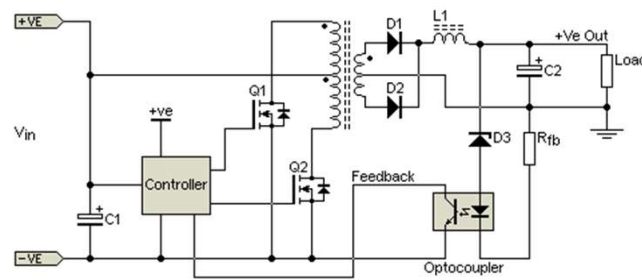 +VE
D1
L1
+Ve Out
Q1
C2
Load
+ve
D2
Vin
D3
Rfb
Q2
Controller
Feedback
+
C1
+
Optocoupler
−VE